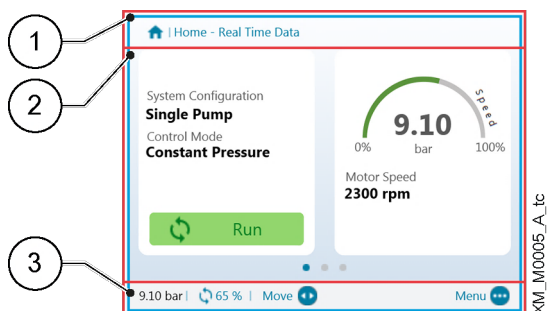 1
| Home - Real Time Data
2
System Configuration
Single Pump
Control Mode
Constant Pressure
Run
Speed
9.10
0%
bar
100%
Motor Speed
2300 rpm
3
9.10 bar | 65 % | Move
Menu
XM_M0005_A_tc